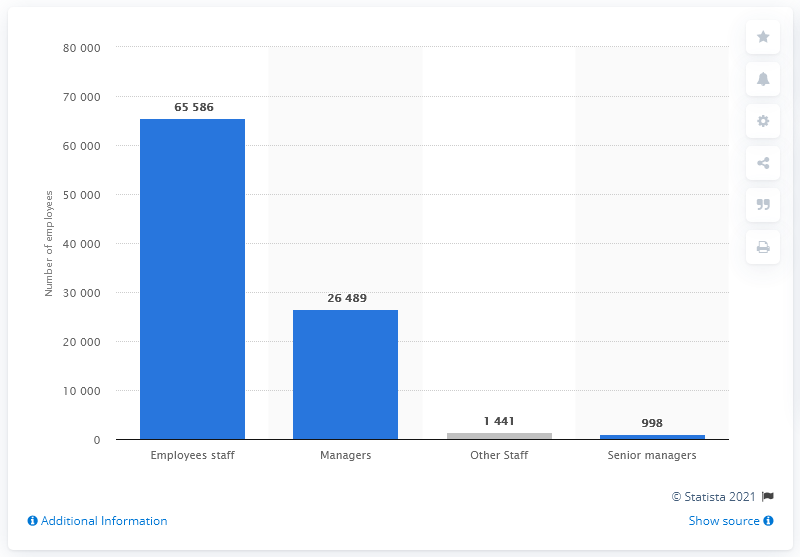 80 000
70 000
60 000
50 000
40 000
30 000
20 000
10 000
0
Number of employees
65 586
26 489
1 441
998
Employees staff
Managers
Other Staff
Senior managers
© Statista 2021
Additional Information
Show source